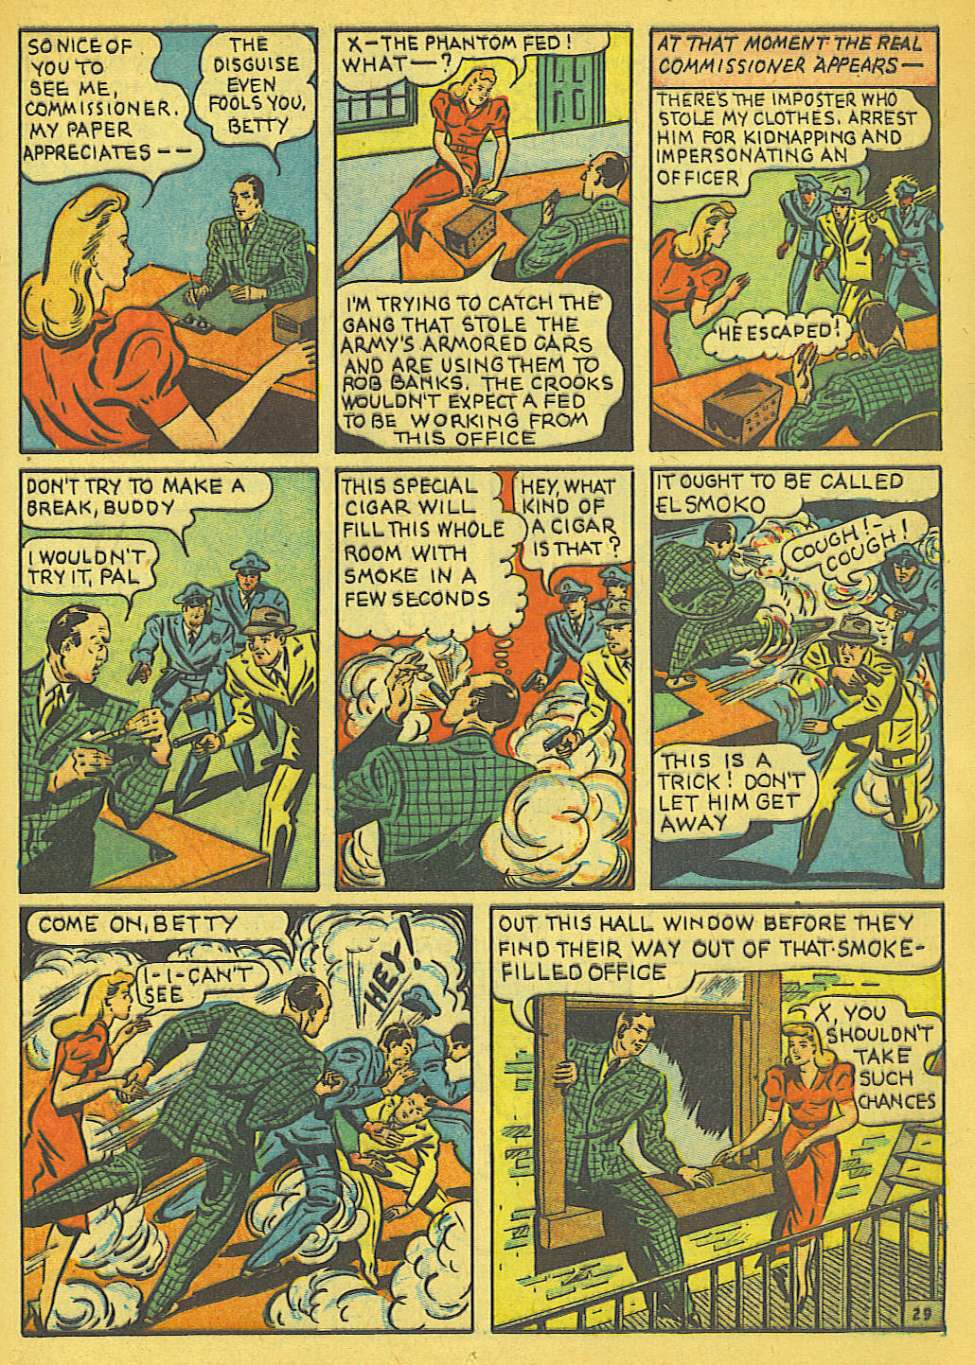 SO NICE OF
YOU TO
SEE ME,
COMMISSIONER.
MY PAPER
APPRECIATES --
THE
DISGUISE
EVEN
FOOLS YOU,
BETTY
X-THE PHANTOM FED!
WHAT-?
I'M TRYING TO CATCH THE
GANG THAT STOLE THE
ARMY'S ARMORED CARS
AND ARE USING THEM TO
ROB BANKS. THE CROOKS
WOULDN'T EXPECT A FED
TO BE WORKING FROM
THIS OFFICE
AT THAT MOMENT THE REAL
COMMISSIONER APPEARS-
THERE'S THE IMPOSTER WHO
STOLE MY CLOTHES. ARREST
HIM FOR KIDNAPPING AND
IMPERSONATING AN
OFFICER
HE ESCAPED!
DON'T TRY TO MAKE A
BREAK, BUDDY
I WOULDN'T
TRY IT, PAL
THIS SPECIAL
CIGAR WILL
FILL THIS WHOLE
ROOM WITH
SMOKE IN A
FEW SECONDS
HEY, WHAT
KIND OF
A CIGAR
IS THAT?
IT OUGHT TO BE CALLED
EL SMOKO
COUGH!-
COUGH!
THIS IS A
TRICK! DON'T
LET HIM GET
AWAY
COME ON, BETTY
I-I-CAN'T
SEE
HEY!
OUT THIS HALL WINDOW BEFORE THEY
FIND THEIR WAY OUT OF THAT-SMOKE-
FILLED OFFICE
X, YOU
SHOULDN'T
TAKE
SUCH
CHANCES
29